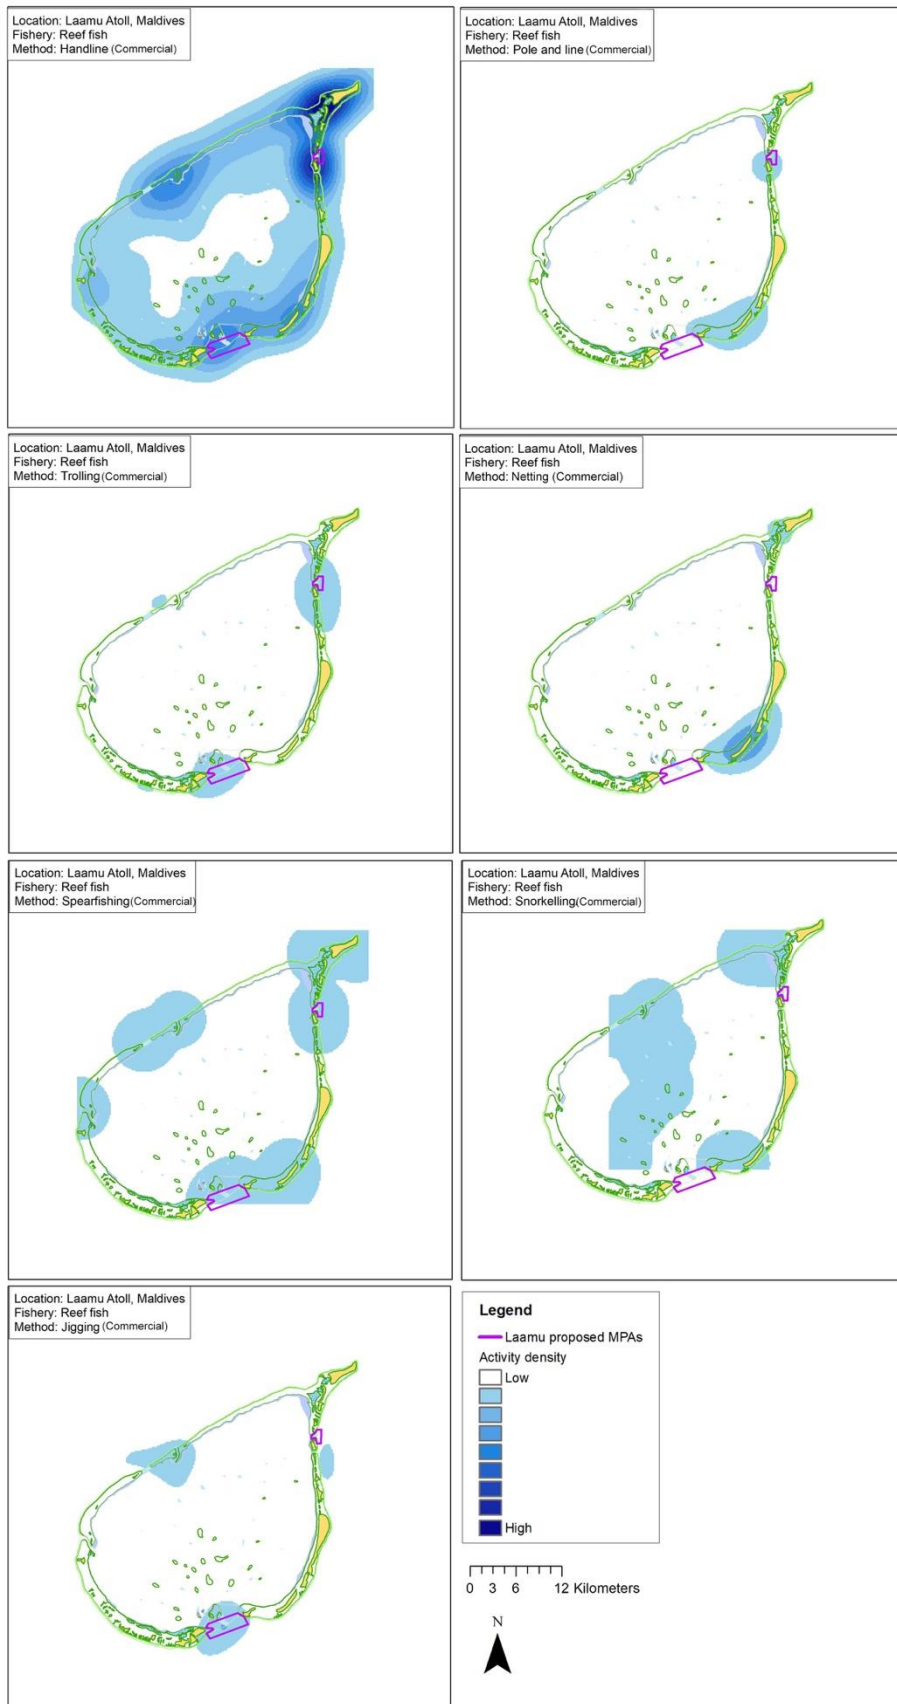 Location: Laamu Atoll, Maldives
Fishery: Reef fish
Method: Handline (Commercial)
Location: Laamu Atoll, Maldives
Fishery: Reef fish
Method: Pole and line (Commercial)
Location: Laamu Atoll, Maldives
Fishery: Reef fish
Method: Trolling (Commercial)
Location: Laamu Atoll, Maldives
Fishery: Reef fish
Method: Netting (Commercial)
Location: Laamu Atoll, Maldives
Fishery: Reef fish
Method: Spearfishing(Commercial)
Location: Laamu Atoll, Maldives
Fishery: Reef fish
Method: Snorkelling(Commercial)
Location: Laamu Atoll, Maldives
Fishery: Reef fish
Method: Jigging (Commercial)
Legend
Laamu proposed MPAs
Activity density
Low
High
0 3 6 12 Kilometers
N